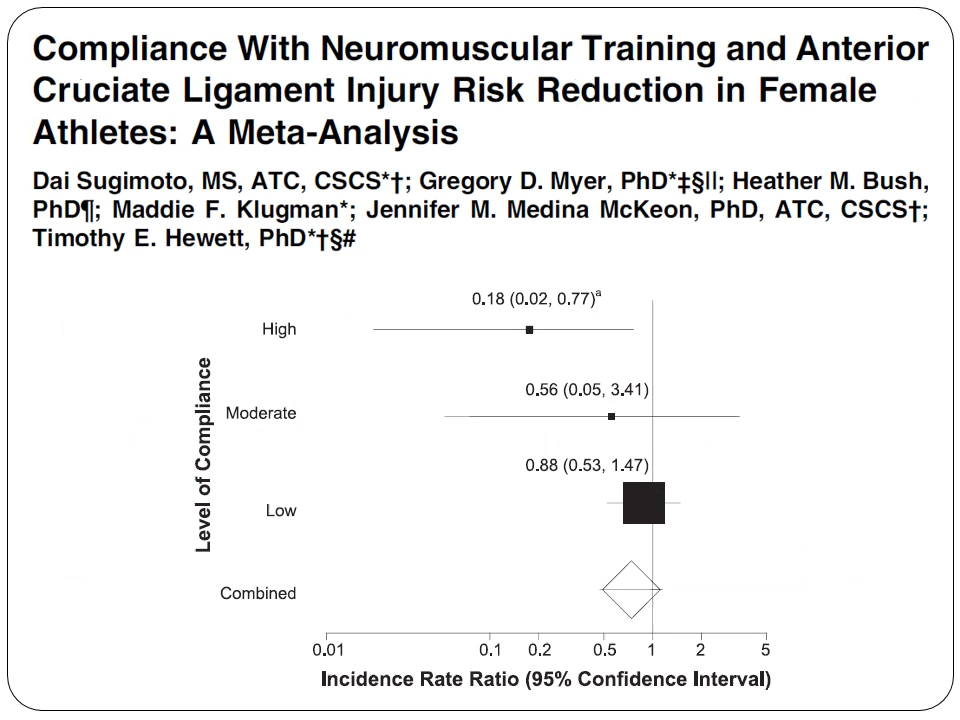 Compliance With Neuromuscular Training and Anterior
Cruciate Ligament Injury Risk Reduction in Female
Athletes: A Meta-Analysis
Dai Sugimoto, MS, ATC, CSCS*†; Gregory D. Myer, PhD*‡§||; Heather M. Bush,
PhD¶; Maddie F. Klugman*; Jennifer M. Medina McKeon, PhD, ATC, CSCS†;
Timothy E. Hewett, PhD*†§#
0.18 (0.02, 0.77)a
High
0.56 (0.05, 3.41)
Moderate
0.88 (0.53, 1.47)
Low
Combined
Level of Compliance
0.01 0.1 0.2 0.5 1 2 5
Incidence Rate Ratio (95% Confidence Interval)